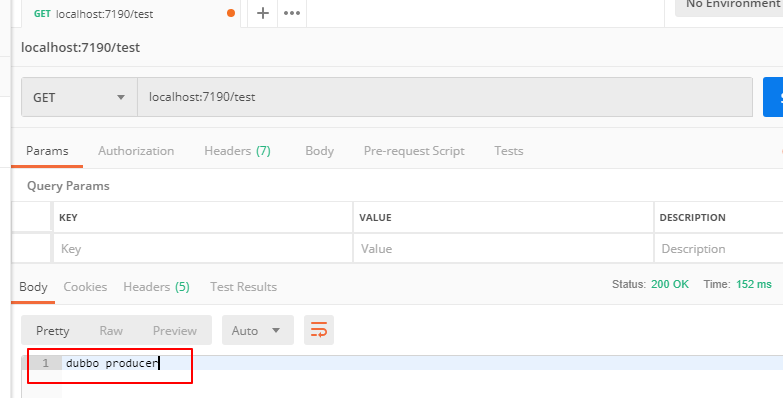 GET localhost:7190/test
No Environment
localhost:7190/test
GET localhost:7190/test
Params Authorization Headers (7) Body Pre-request Script Tests
Query Params
KEY VALUE DESCRIPTION
Key Value Description
Body Cookies Headers (5) Test Results Status: 200 OK Time: 152 ms
Pretty Raw Preview Auto
1 dubbo producer